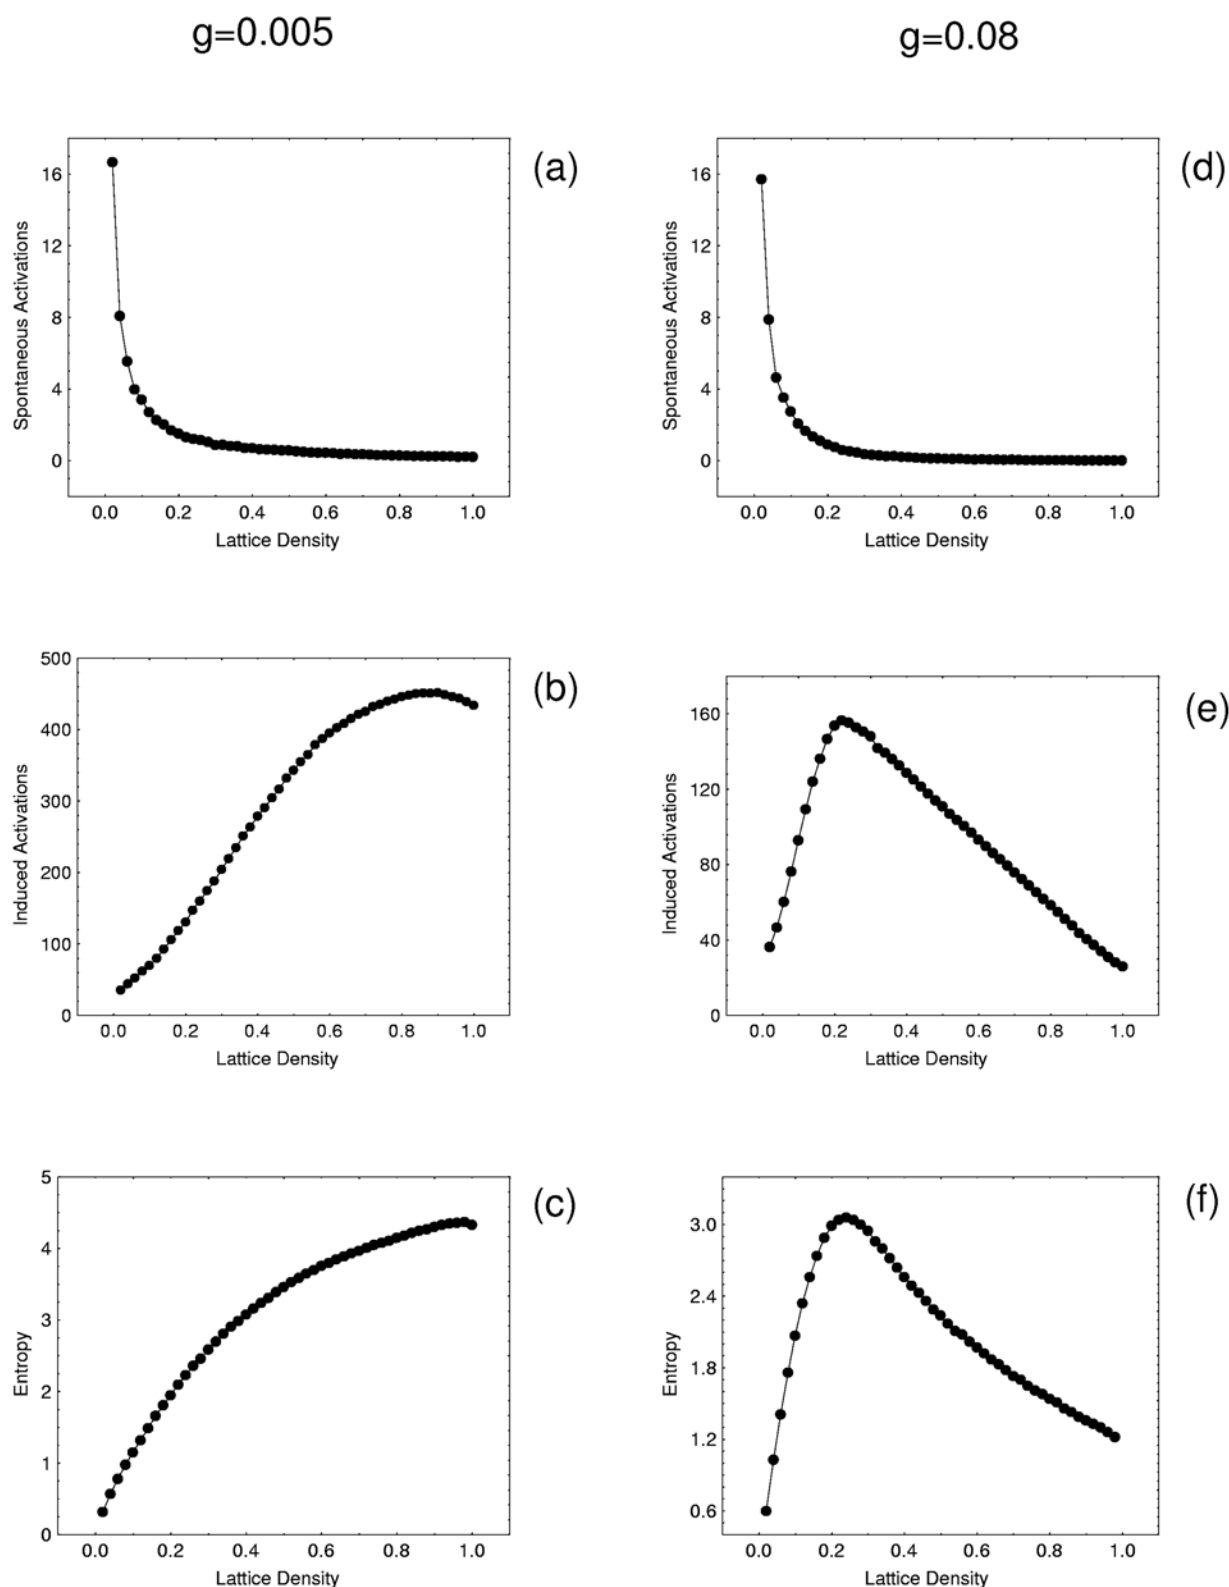 g=0.005
g=0.08
(a)
Spontaneous Activations
16
12
8
4
0
0.0 0.2 0.4 0.6 0.8 1.0
Lattice Density
(d)
Spontaneous Activations
16
12
8
4
0
0.0 0.2 0.4 0.6 0.8 1.0
Lattice Density
(b)
Induced Activations
500
400
300
200
100
0
0.0 0.2 0.4 0.6 0.8 1.0
Lattice Density
(e)
Induced Activations
160
120
80
40
0
0.0 0.2 0.4 0.6 0.8 1.0
Lattice Density
(c)
Entropy
5
4
3
2
1
0
0.0 0.2 0.4 0.6 0.8 1.0
Lattice Density
(f)
Entropy
3.0
2.4
1.8
1.2
0.6
0.0 0.2 0.4 0.6 0.8 1.0
Lattice Density